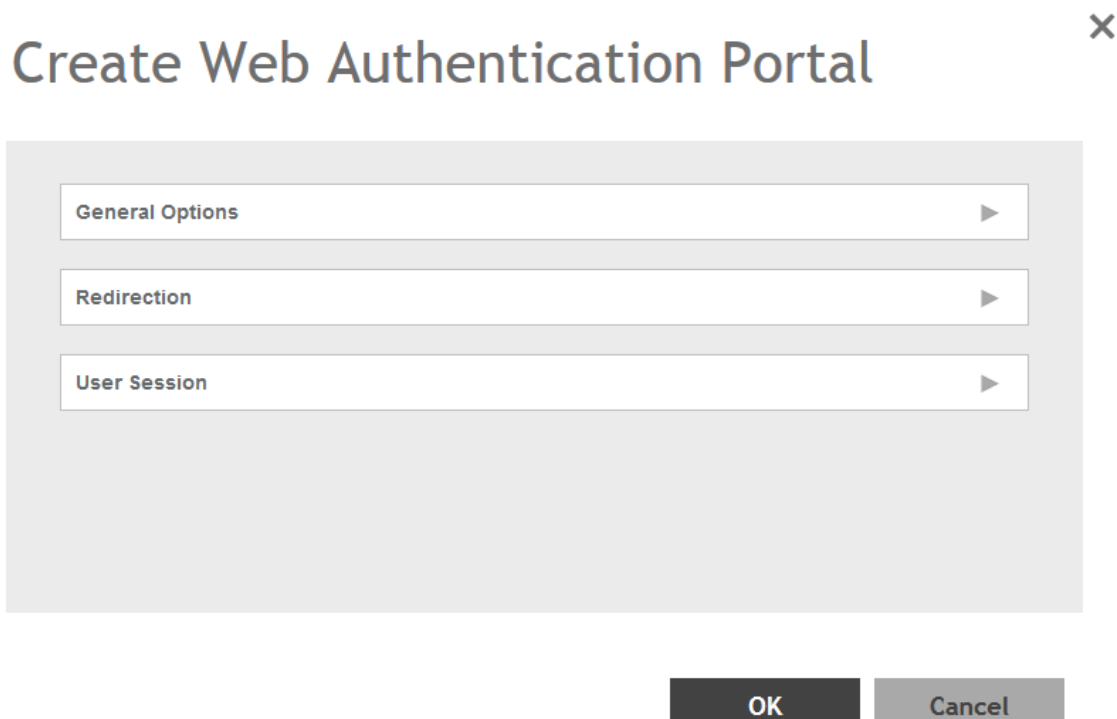 Create Web Authentication Portal
General Options
Redirection
User Session
OK
Cancel